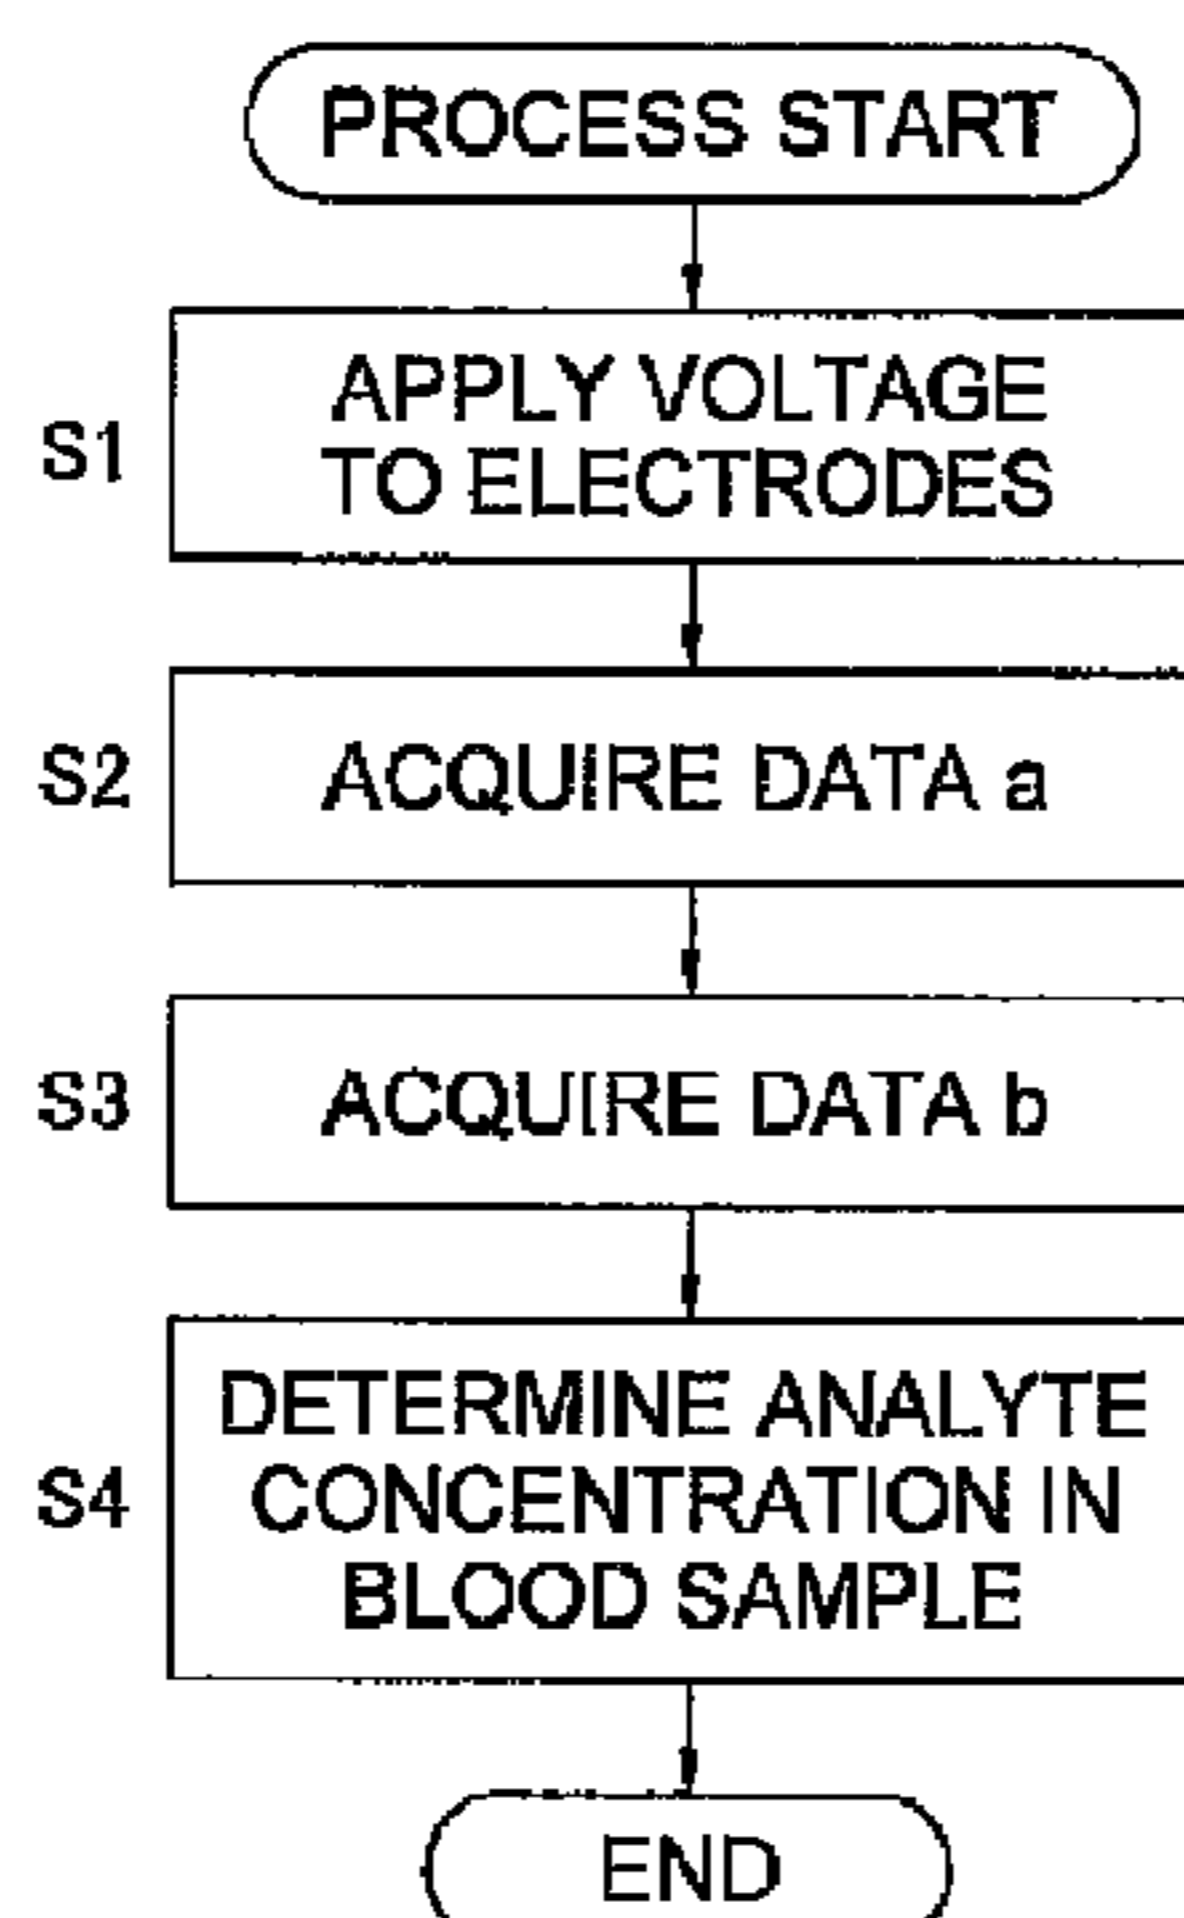 PROCESS START
S1
APPLY VOLTAGE
TO ELECTRODES
S2
ACQUIRE DATA a
S3
ACQUIRE DATA b
S4
DETERMINE ANALYTE
CONCENTRATION IN
BLOOD SAMPLE
END